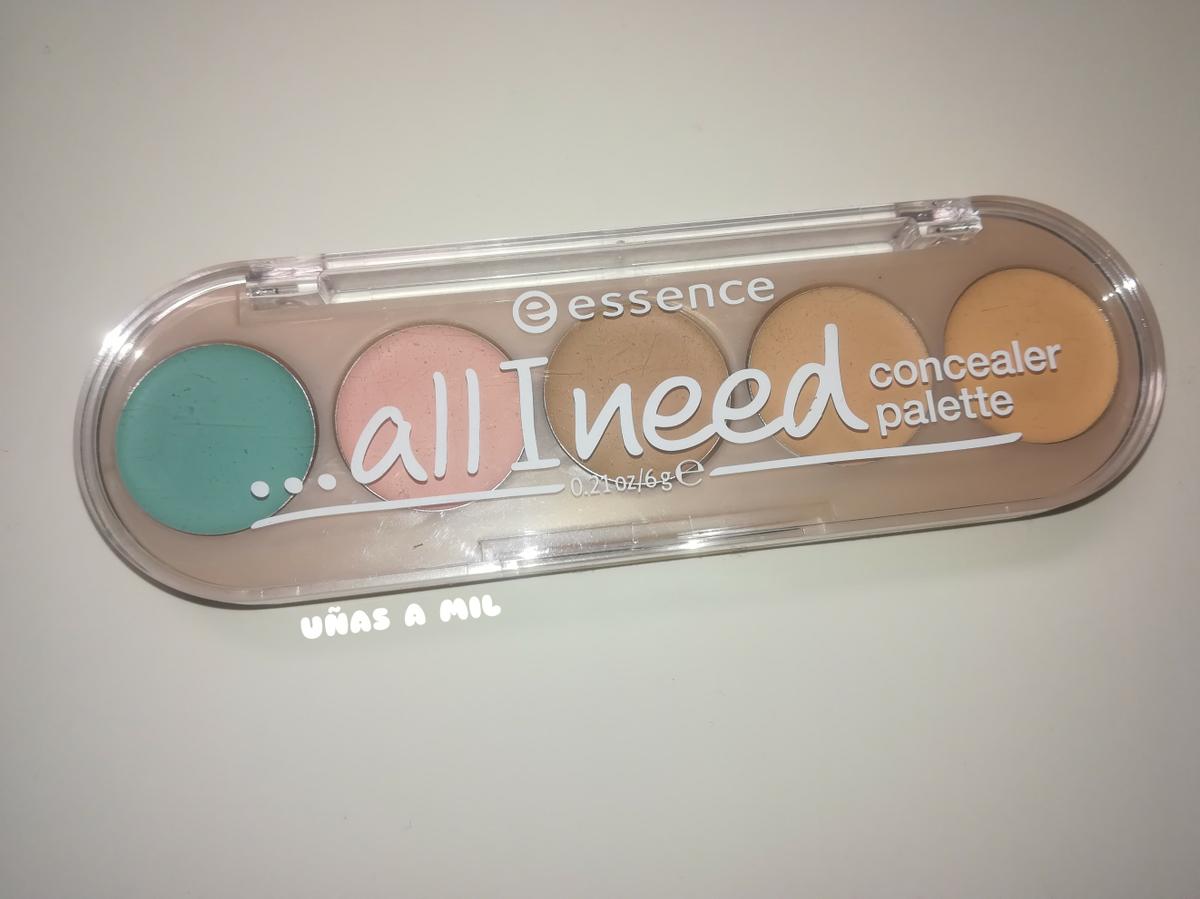 essence
...all I need
concealer
palette
0.21 oz/6 g ℮
UÑAS A MIL